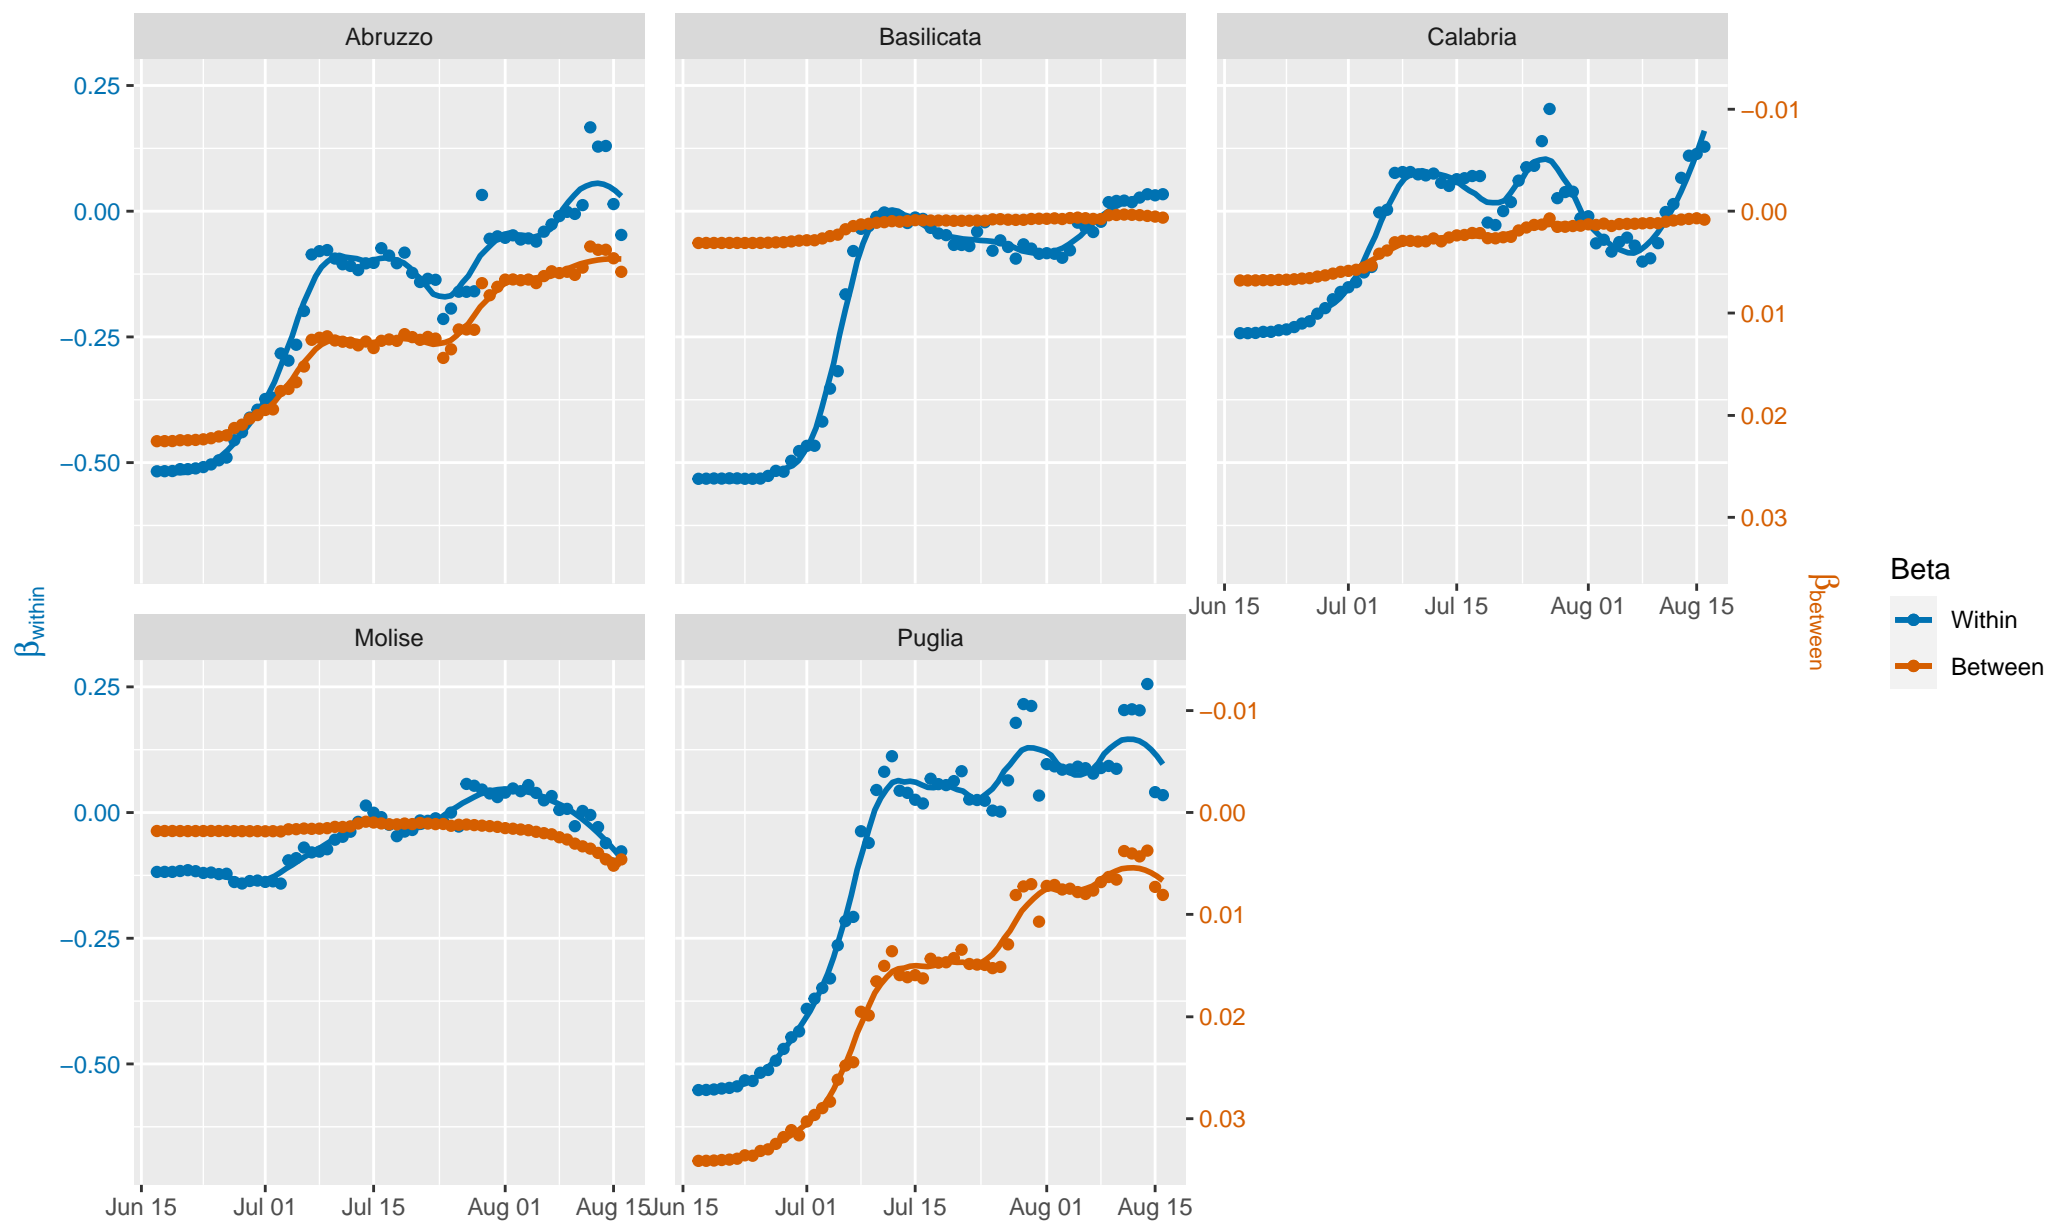 Abruzzo Basilicata Calabria
0.25
0.00
−0.25
−0.50
−0.01
0.00
0.01
0.02
0.03
Jun 15 Jul 01 Jul 15 Aug 01 Aug 15
βwithin
βbetween
Beta
Within
Between
Molise Puglia
0.25
0.00
−0.25
−0.50
−0.01
0.00
0.01
0.02
0.03
Jun 15 Jul 01 Jul 15 Aug 01 Aug 15
Jun 15 Jul 01 Jul 15 Aug 01 Aug 15